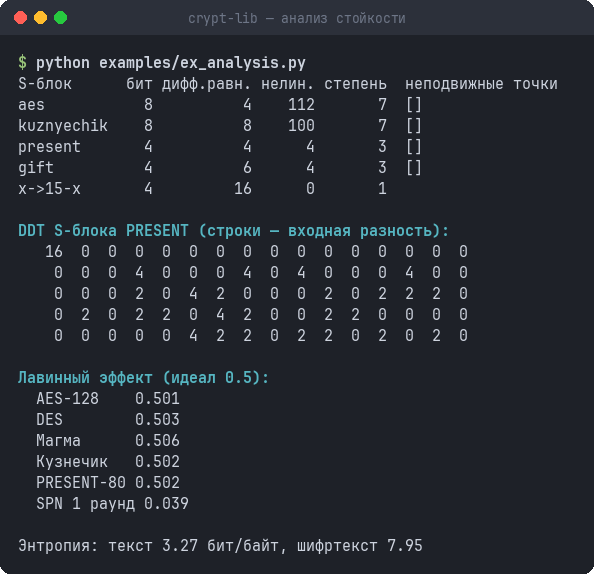 crypt-lib — анализ стойкости
$ python examples/ex_analysis.py
S-блок      бит дифф.равн. нелин. степень  неподвижные точки
aes           8          4    112       7  []
kuznyechik    8          8    100       7  []
present       4          4      4       3  []
gift          4          6      4       3  []
x->15-x       4         16      0       1
DDT S-блока PRESENT (строки — входная разность):
   16  0  0  0  0  0  0  0  0  0  0  0  0  0  0  0
    0  0  0  4  0  0  0  4  0  4  0  0  0  4  0  0
    0  0  0  2  0  4  2  0  0  0  2  0  2  2  2  0
    0  2  0  2  2  0  4  2  0  0  2  2  0  0  0  0
    0  0  0  0  0  4  2  2  0  2  2  0  2  0  2  0
Лавинный эффект (идеал 0.5):
  AES-128    0.501
  DES        0.503
  Магма      0.506
  Кузнечик   0.502
  PRESENT-80 0.502
  SPN 1 раунд 0.039
Энтропия: текст 3.27 бит/байт, шифртекст 7.95